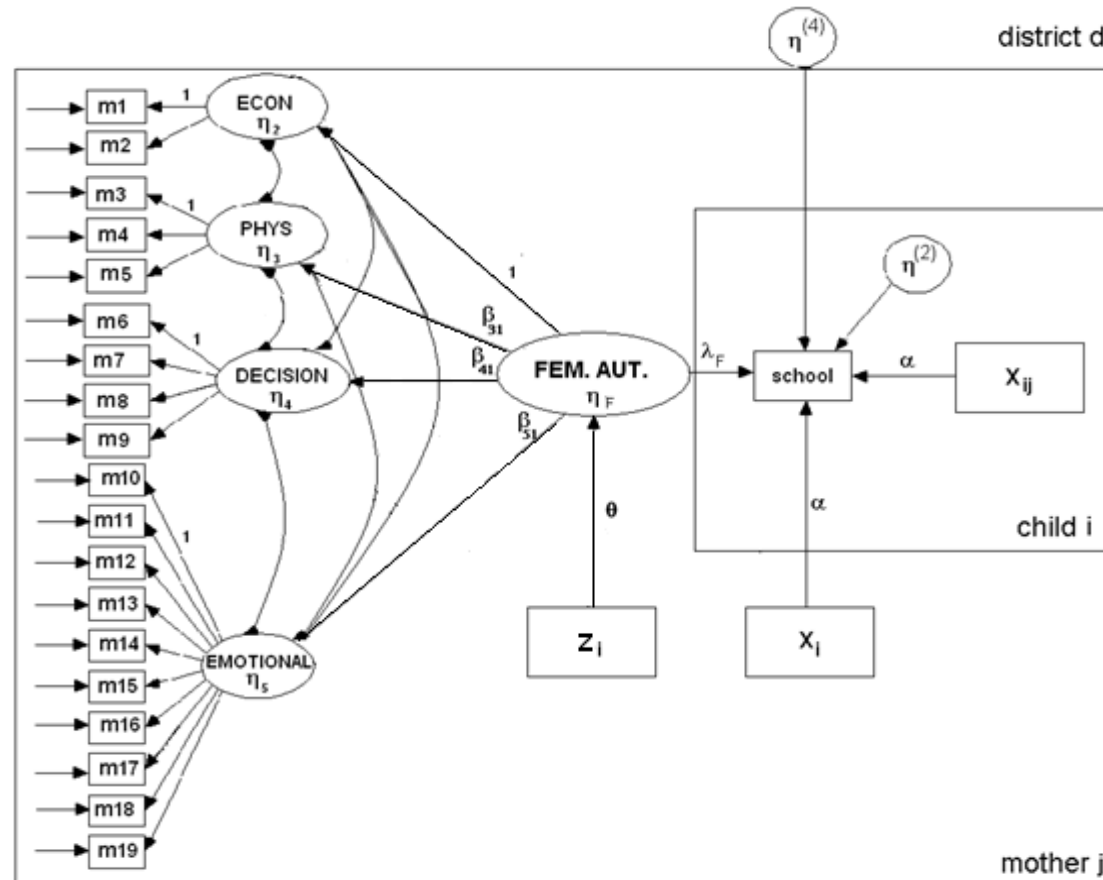 η(4)
district d
m1
1
ECON
η2
m2
m3
1
m4
PHYS
η3
m5
m6
1
m7
DECISION
η4
m8
m9
m10
m11
1
m12
m13
m14
EMOTIONAL
η5
m15
m16
m17
m18
m19
1
β31
β41
β51
FEM. AUT.
ηF
θ
Zi
λF
η(2)
school
α
Xij
α
child i
Xi
mother j